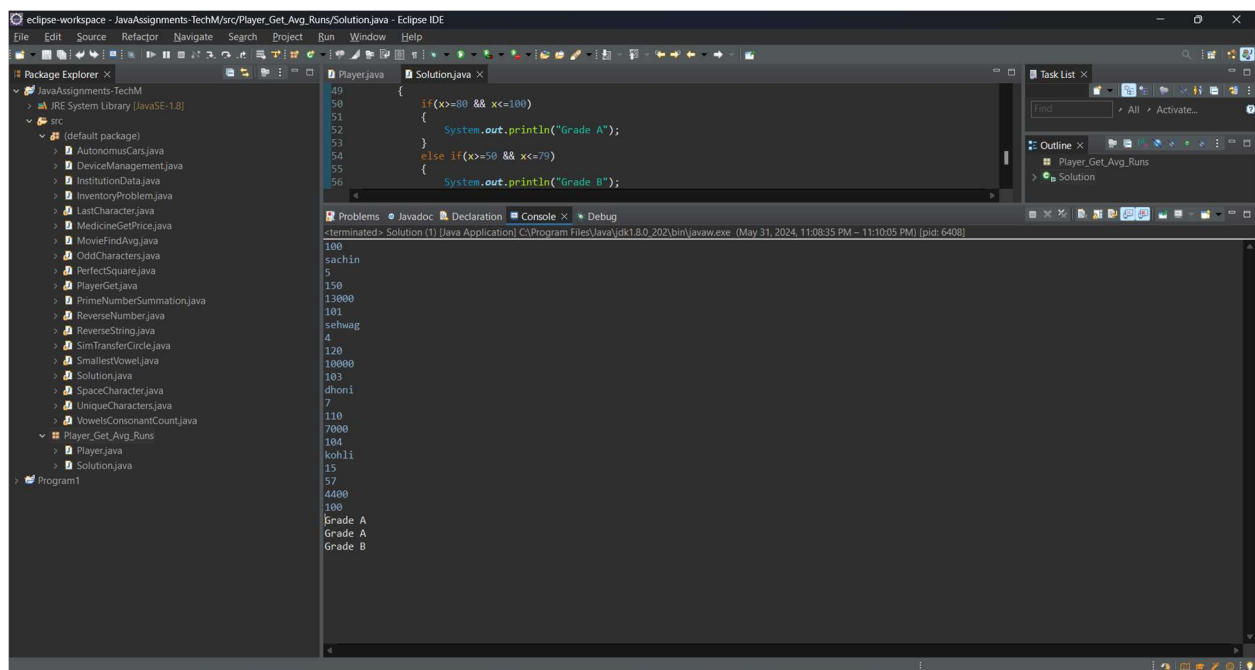 eclipse-workspace - JavaAssignments-TechM/src/Player_Get_Avg_Runs/Solution.java - Eclipse IDE
File Edit Source Refactor Navigate Search Project Run Window Help
Package Explorer
JavaAssignments-TechM
JRE System Library [JavaSE-1.8]
src
(default package)
AutonomusCars.java
DeviceManagement.java
InstitutionData.java
InventoryProblem.java
LastCharacter.java
MedicineGetPrice.java
MovieFindAvg.java
OddCharacters.java
PerfectSquare.java
PlayerGet.java
PrimeNumberSummation.java
ReverseNumber.java
ReverseString.java
SimTransferCircle.java
SmallestVowel.java
Solution.java
SpaceCharacter.java
UniqueCharacters.java
VowelsConsonantCount.java
Player_Get_Avg_Runs
Player.java
Solution.java
Program1
Player.java Solution.java
49 {
50 if(x>=80 && x<=100)
51 {
52 System.out.println("Grade A");
53 }
54 else if(x>=50 && x<=79)
55 {
56 System.out.println("Grade B");
Problems Javadoc Declaration Console Debug
<terminated> Solution (1) [Java Application] C:\Program Files\Java\jdk1.8.0_202\bin\javaw.exe (May 31, 2024, 11:08:35 PM – 11:10:05 PM) [pid: 6408]
100
sachin
5
150
13000
101
sehwag
4
120
10000
103
dhoni
7
110
7000
104
kohli
15
57
4400
100
Grade A
Grade A
Grade B
Task List
Find All Activate...
Outline
Player_Get_Avg_Runs
Solution